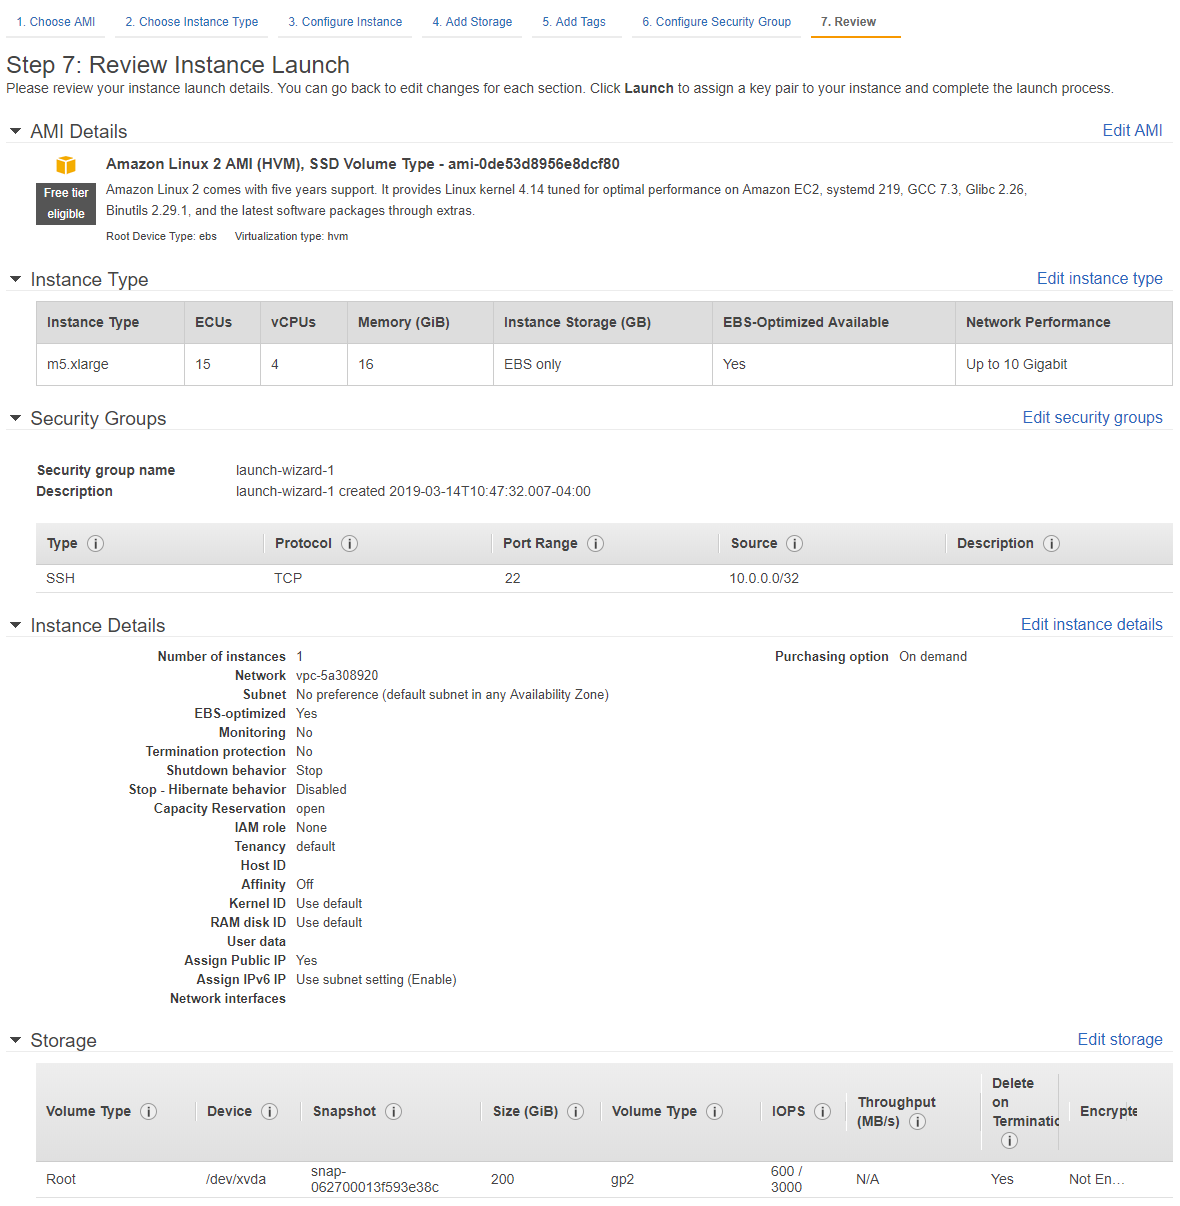 1. Choose AMI 2. Choose Instance Type 3. Configure Instance 4. Add Storage 5. Add Tags 6. Configure Security Group 7. Review
Step 7: Review Instance Launch
Please review your instance launch details. You can go back to edit changes for each section. Click Launch to assign a key pair to your instance and complete the launch process.
AMI Details Edit AMI
Amazon Linux 2 AMI (HVM), SSD Volume Type - ami-0de53d8956e8dcf80
Free tier eligible
Amazon Linux 2 comes with five years support. It provides Linux kernel 4.14 tuned for optimal performance on Amazon EC2, systemd 219, GCC 7.3, Glibc 2.26,
Binutils 2.29.1, and the latest software packages through extras.
Root Device Type: ebs Virtualization type: hvm
Instance Type Edit instance type
Instance Type ECUs vCPUs Memory (GiB) Instance Storage (GB) EBS-Optimized Available Network Performance
m5.xlarge 15 4 16 EBS only Yes Up to 10 Gigabit
Security Groups Edit security groups
Security group name launch-wizard-1
Description launch-wizard-1 created 2019-03-14T10:47:32.007-04:00
Type i Protocol i Port Range i Source i Description i
SSH TCP 22 10.0.0.0/32
Instance Details Edit instance details
Number of instances 1 Purchasing option On demand
Network vpc-5a308920
Subnet No preference (default subnet in any Availability Zone)
EBS-optimized Yes
Monitoring No
Termination protection No
Shutdown behavior Stop
Stop - Hibernate behavior Disabled
Capacity Reservation open
IAM role None
Tenancy default
Host ID
Affinity Off
Kernel ID Use default
RAM disk ID Use default
User data
Assign Public IP Yes
Assign IPv6 IP Use subnet setting (Enable)
Network interfaces
Storage Edit storage
Volume Type i Device i Snapshot i Size (GiB) i Volume Type i IOPS i Throughput (MB/s) i Delete on Terminatio i Encrypte
Root /dev/xvda snap-062700013f593e38c 200 gp2 600 / 3000 N/A Yes Not En...